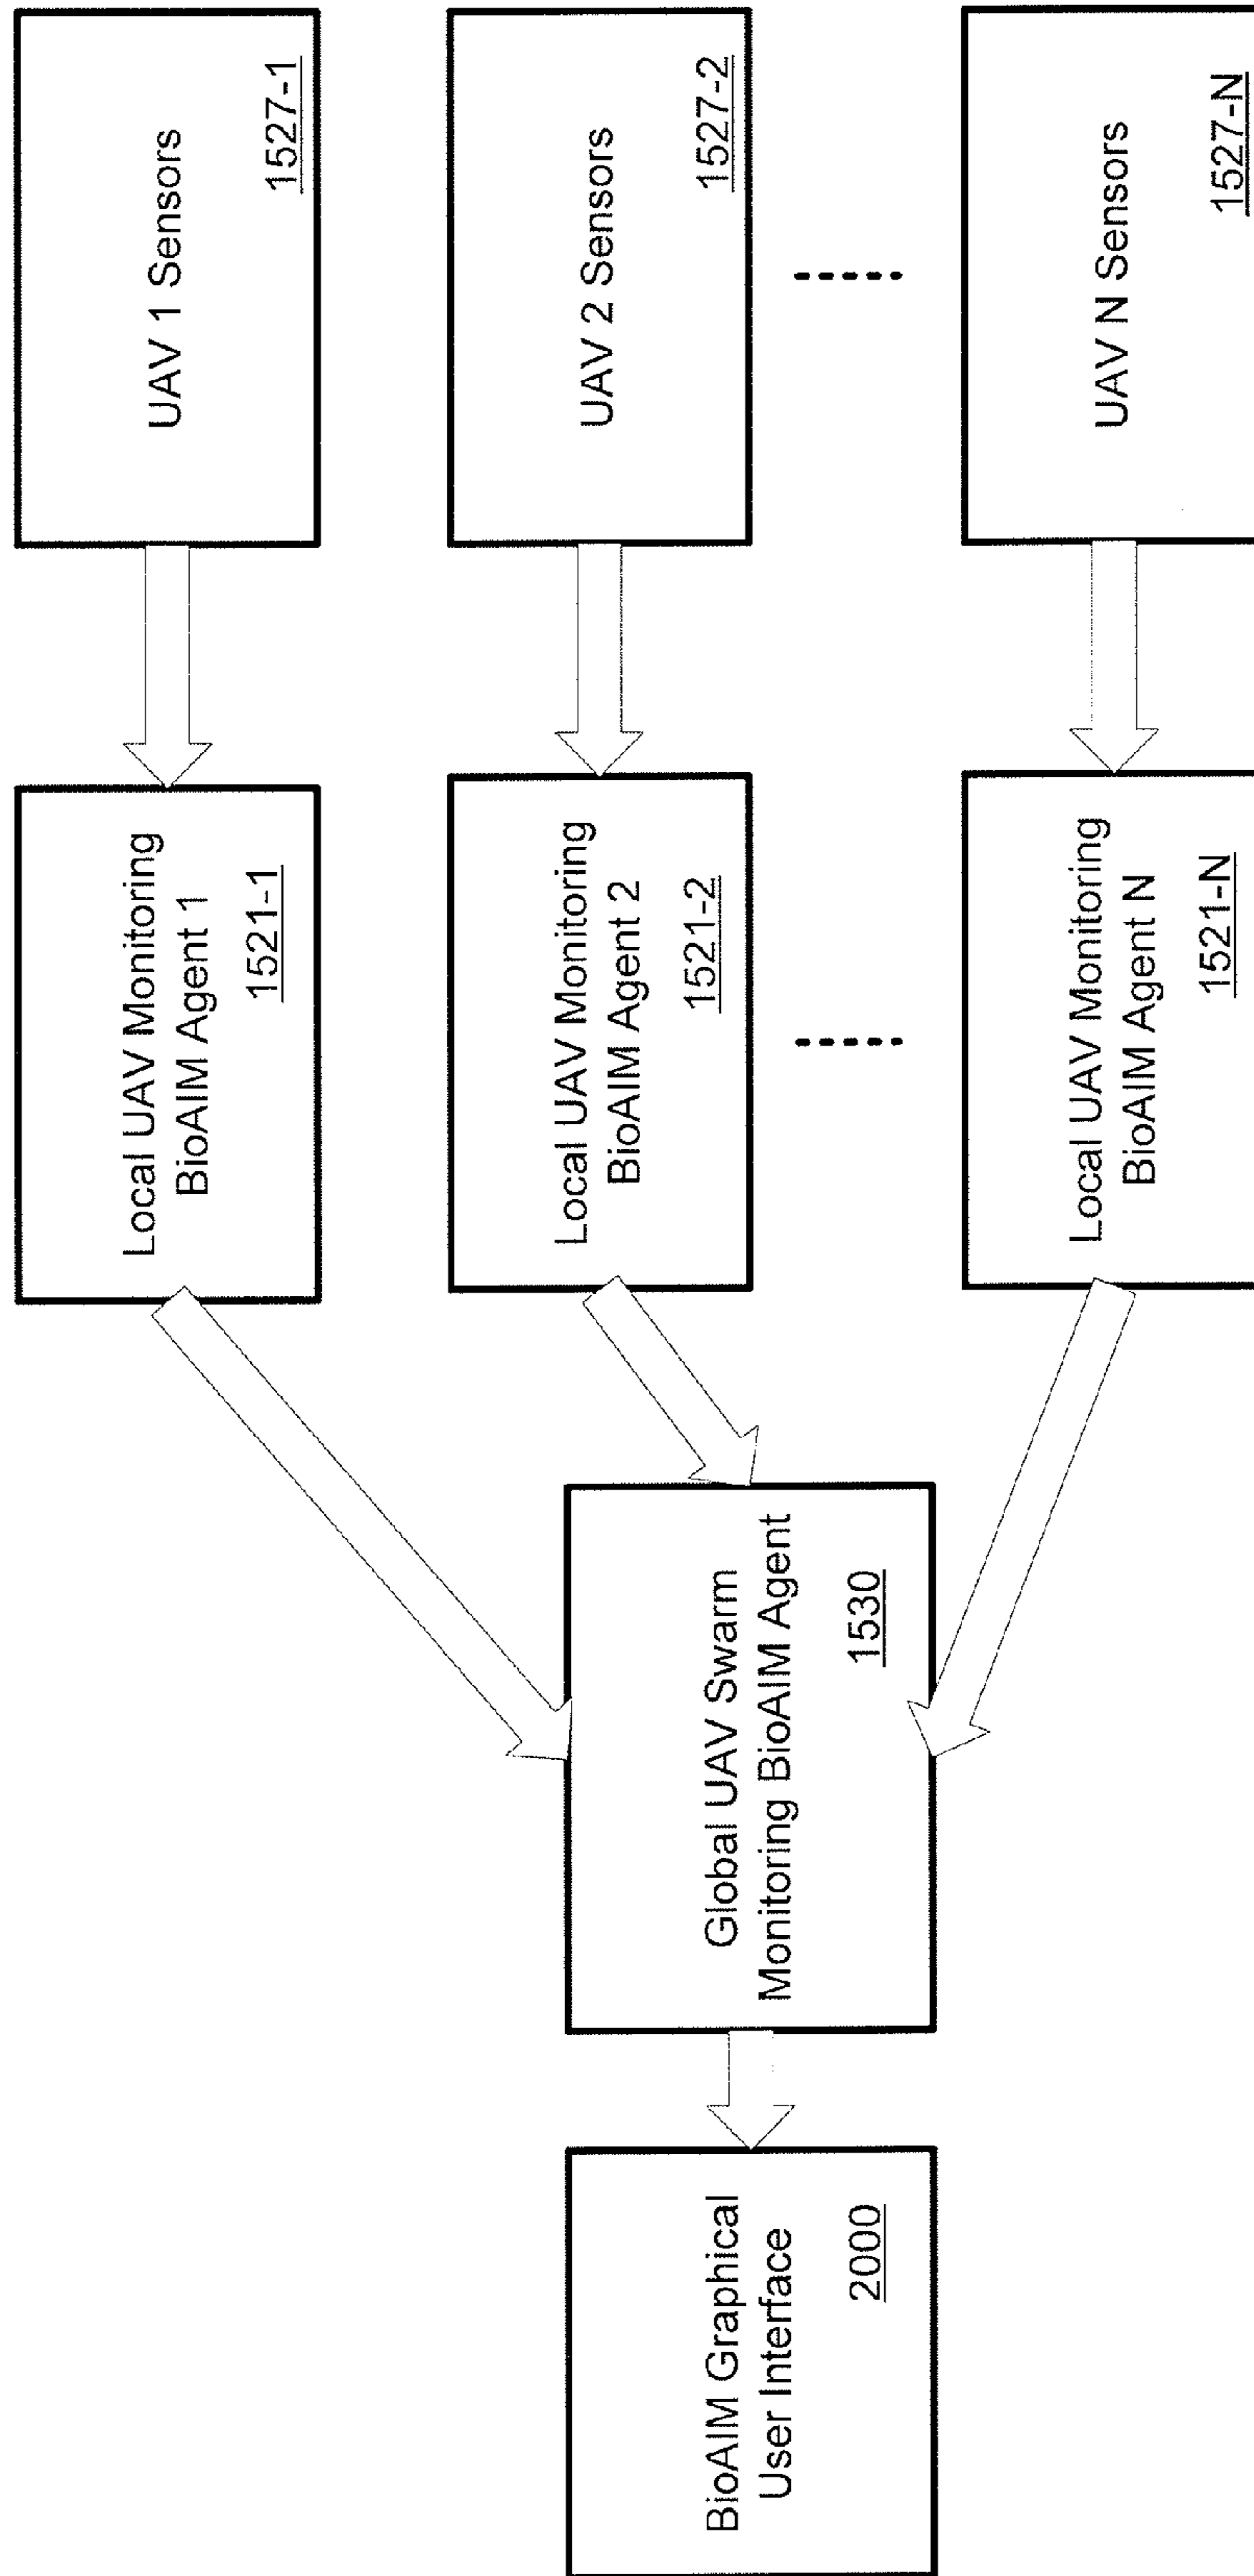 UAV 1 Sensors
1527-1
UAV 2 Sensors
1527-2
UAV N Sensors
1527-N
Local UAV Monitoring
BioAIM Agent 1
1521-1
Local UAV Monitoring
BioAIM Agent 2
1521-2
Local UAV Monitoring
BioAIM Agent N
1521-N
Global UAV Swarm
Monitoring BioAIM Agent
1530
BioAIM Graphical
User Interface
2000